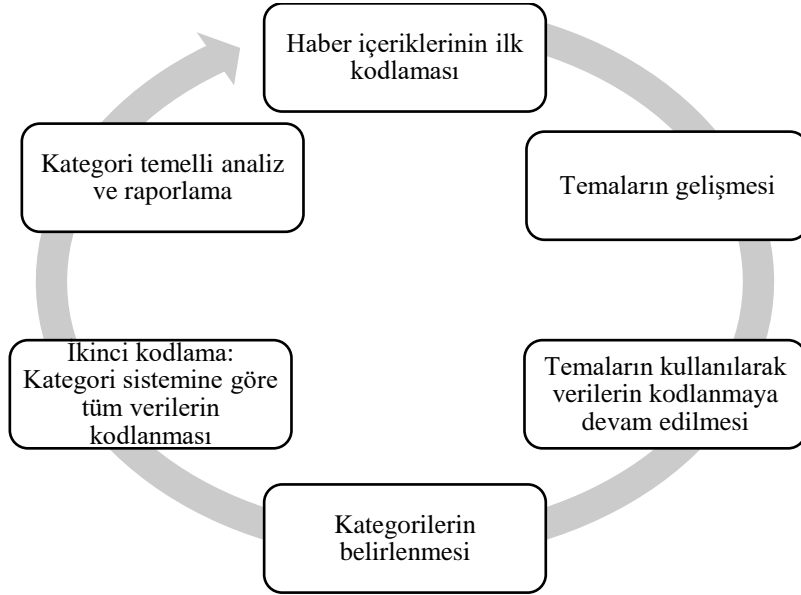 Haber içeriklerinin ilk
kodlaması
Temaların gelişmesi
Temaların kullanılarak
verilerin kodlanmaya
devam edilmesi
Kategorilerin
belirlenmesi
İkinci kodlama:
Kategori sistemine göre
tüm verilerin
kodlanması
Kategori temelli analiz
ve raporlama